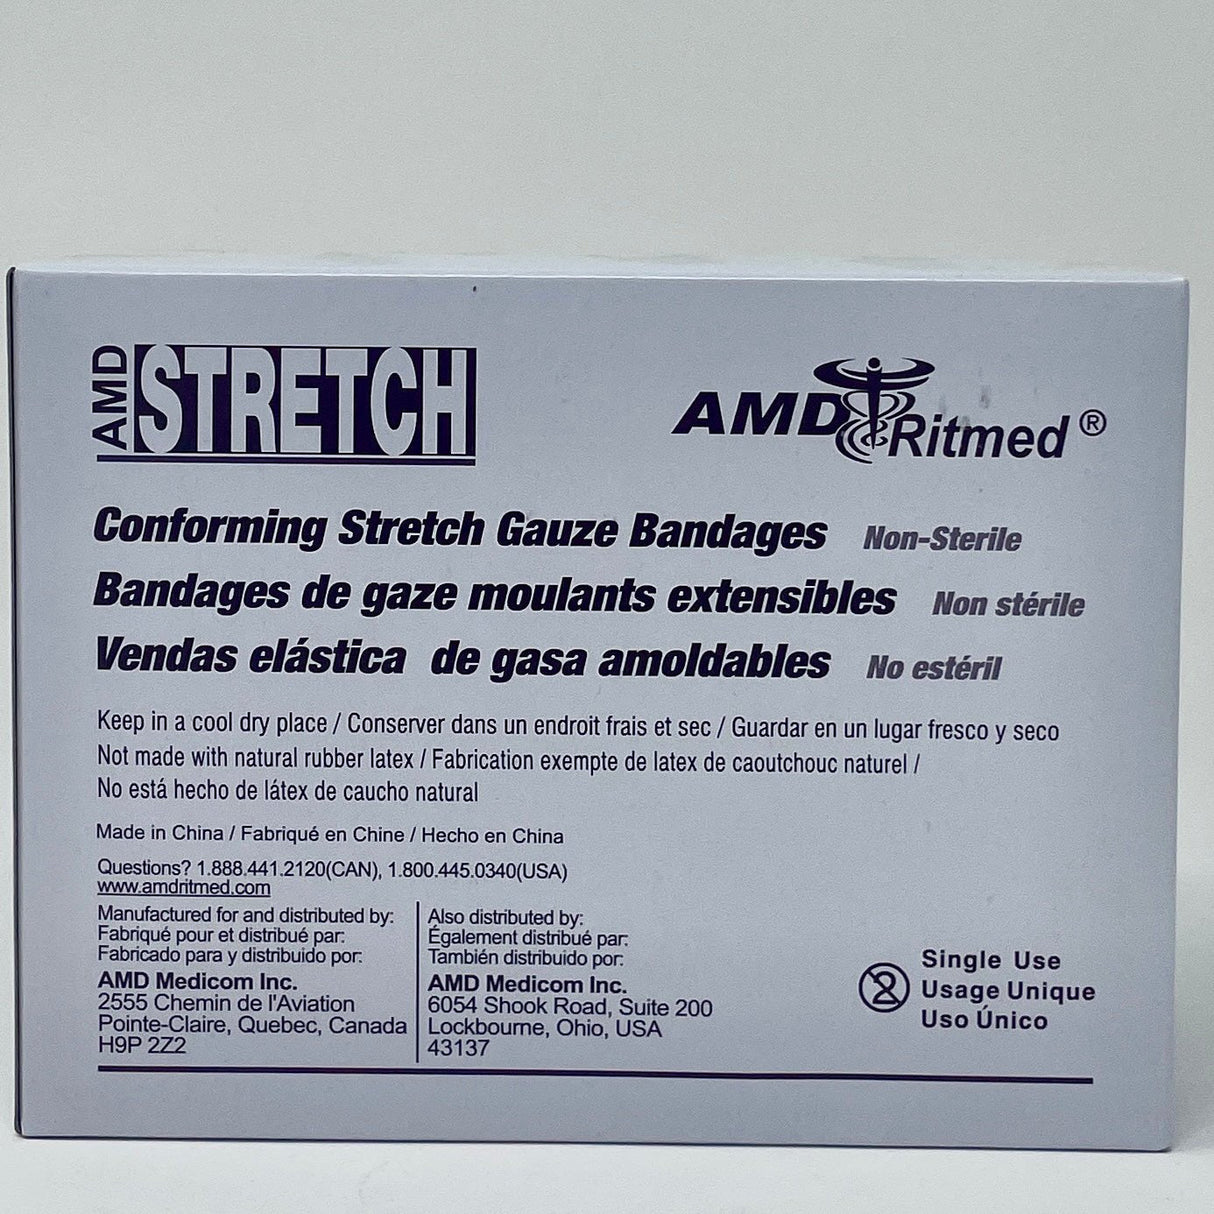 AMD STRETCH
AMD Ritmed ®
Conforming Stretch Gauze Bandages Non-Sterile
Bandages de gaze moulants extensibles Non stérile
Vendas elástica de gasa amoldables No estéril
Keep in a cool dry place / Conserver dans un endroit frais et sec / Guardar en un lugar fresco y seco
Not made with natural rubber latex / Fabrication exempte de latex de caoutchouc naturel /
No está hecho de látex de caucho natural
Made in China / Fabriqué en Chine / Hecho en China
Questions? 1.888.441.2120(CAN), 1.800.445.0340(USA)
www.amdritmed.com
Manufactured for and distributed by:
Fabriqué pour et distribué par:
Fabricado para y distribuido por:
AMD Medicom Inc.
2555 Chemin de l'Aviation
Pointe-Claire, Quebec, Canada
H9P 2Z2
Also distributed by:
Également distribué par:
También distribuido por:
AMD Medicom Inc.
6054 Shook Road, Suite 200
Lockbourne, Ohio, USA
43137
2
Single Use
Usage Unique
Uso Único